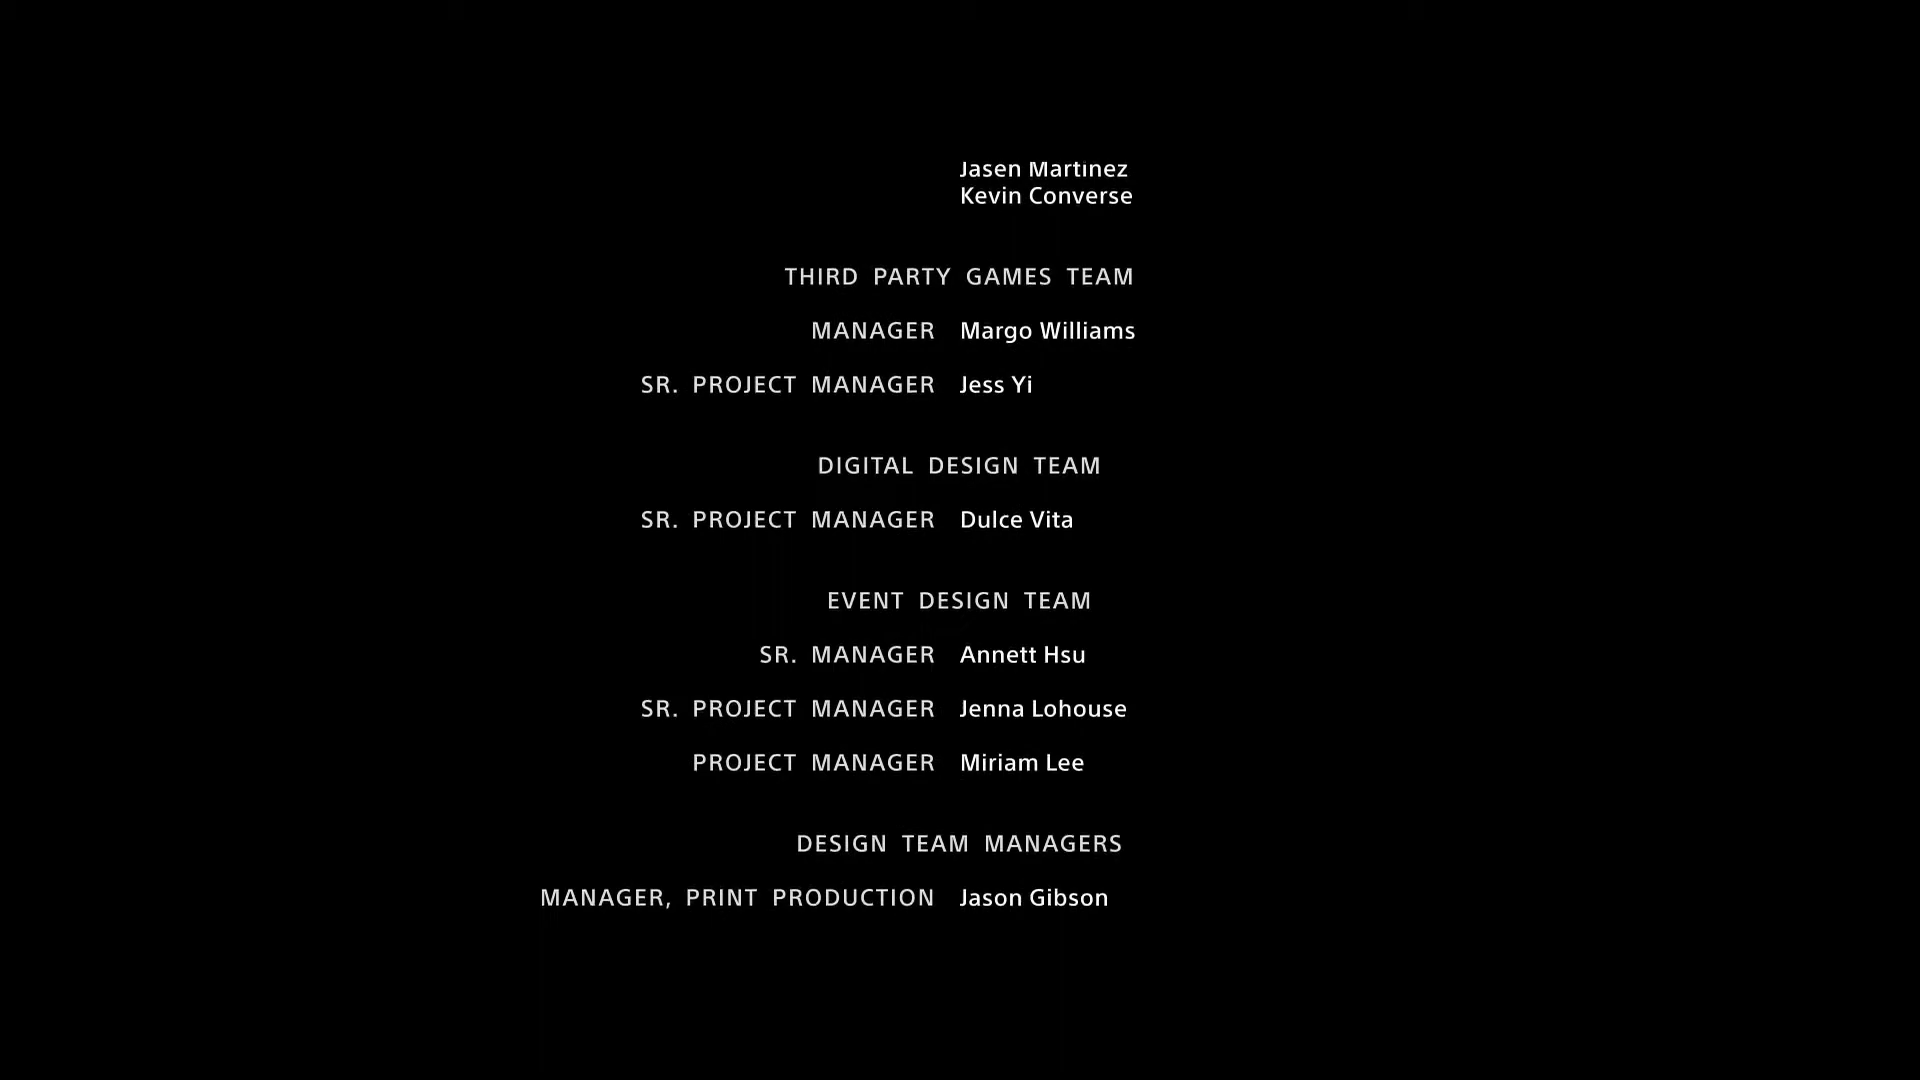 Jasen Martinez
Kevin Converse
THIRD PARTY GAMES TEAM
MANAGER Margo Williams
SR. PROJECT MANAGER Jess Yi
DIGITAL DESIGN TEAM
SR. PROJECT MANAGER Dulce Vita
EVENT DESIGN TEAM
SR. MANAGER Annett Hsu
SR. PROJECT MANAGER Jenna Lohouse
PROJECT MANAGER Miriam Lee
DESIGN TEAM MANAGERS
MANAGER, PRINT PRODUCTION Jason Gibson